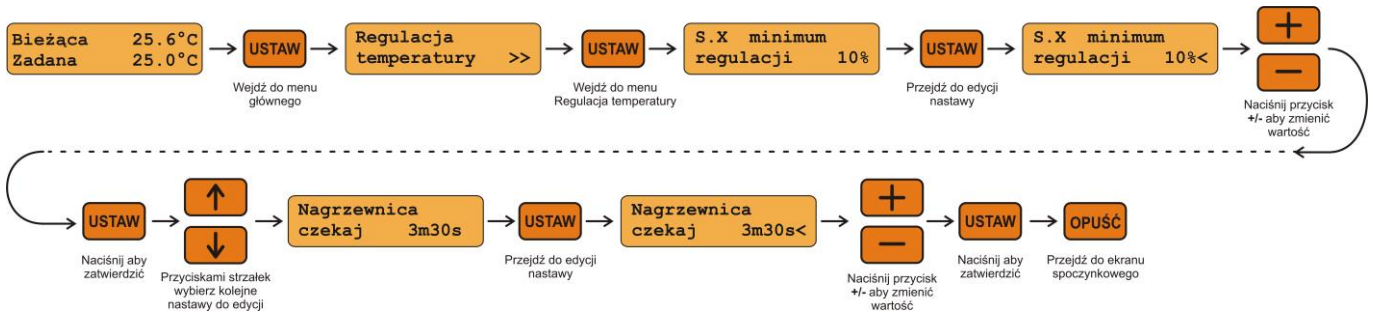 Bieżąca 25.6°C
Zadana 25.0°C
USTAW
Wejdź do menu
głównego
Regulacja
temperatury >>
USTAW
Wejdź do menu
Regulacja temperatury
S.X minimum
regulacji 10%
USTAW
Przejdź do edycji
nastawy
S.X minimum
regulacji 10%<
+
−
Naciśnij przycisk
+/- aby zmienić
wartość
USTAW
Naciśnij aby
zatwierdzić
Przyciskami strzałek
wybierz kolejne
nastawy do edycji
Nagrzewnica
czekaj 3m30s
USTAW
Przejdź do edycji
nastawy
Nagrzewnica
czekaj 3m30s<
+
−
Naciśnij przycisk
+/- aby zmienić
wartość
USTAW
Naciśnij aby
zatwierdzić
OPUŚĆ
Przejdź do ekranu
spoczynkowego